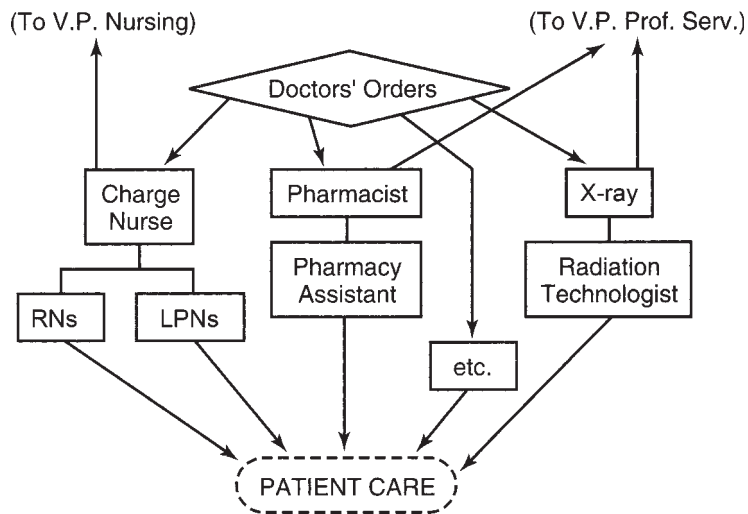 (To V.P. Nursing)
(To V.P. Prof. Serv.)
Doctors' Orders
Charge
Nurse
Pharmacist
X-ray
Pharmacy
Assistant
Radiation
Technologist
RNs
LPNs
etc.
PATIENT CARE